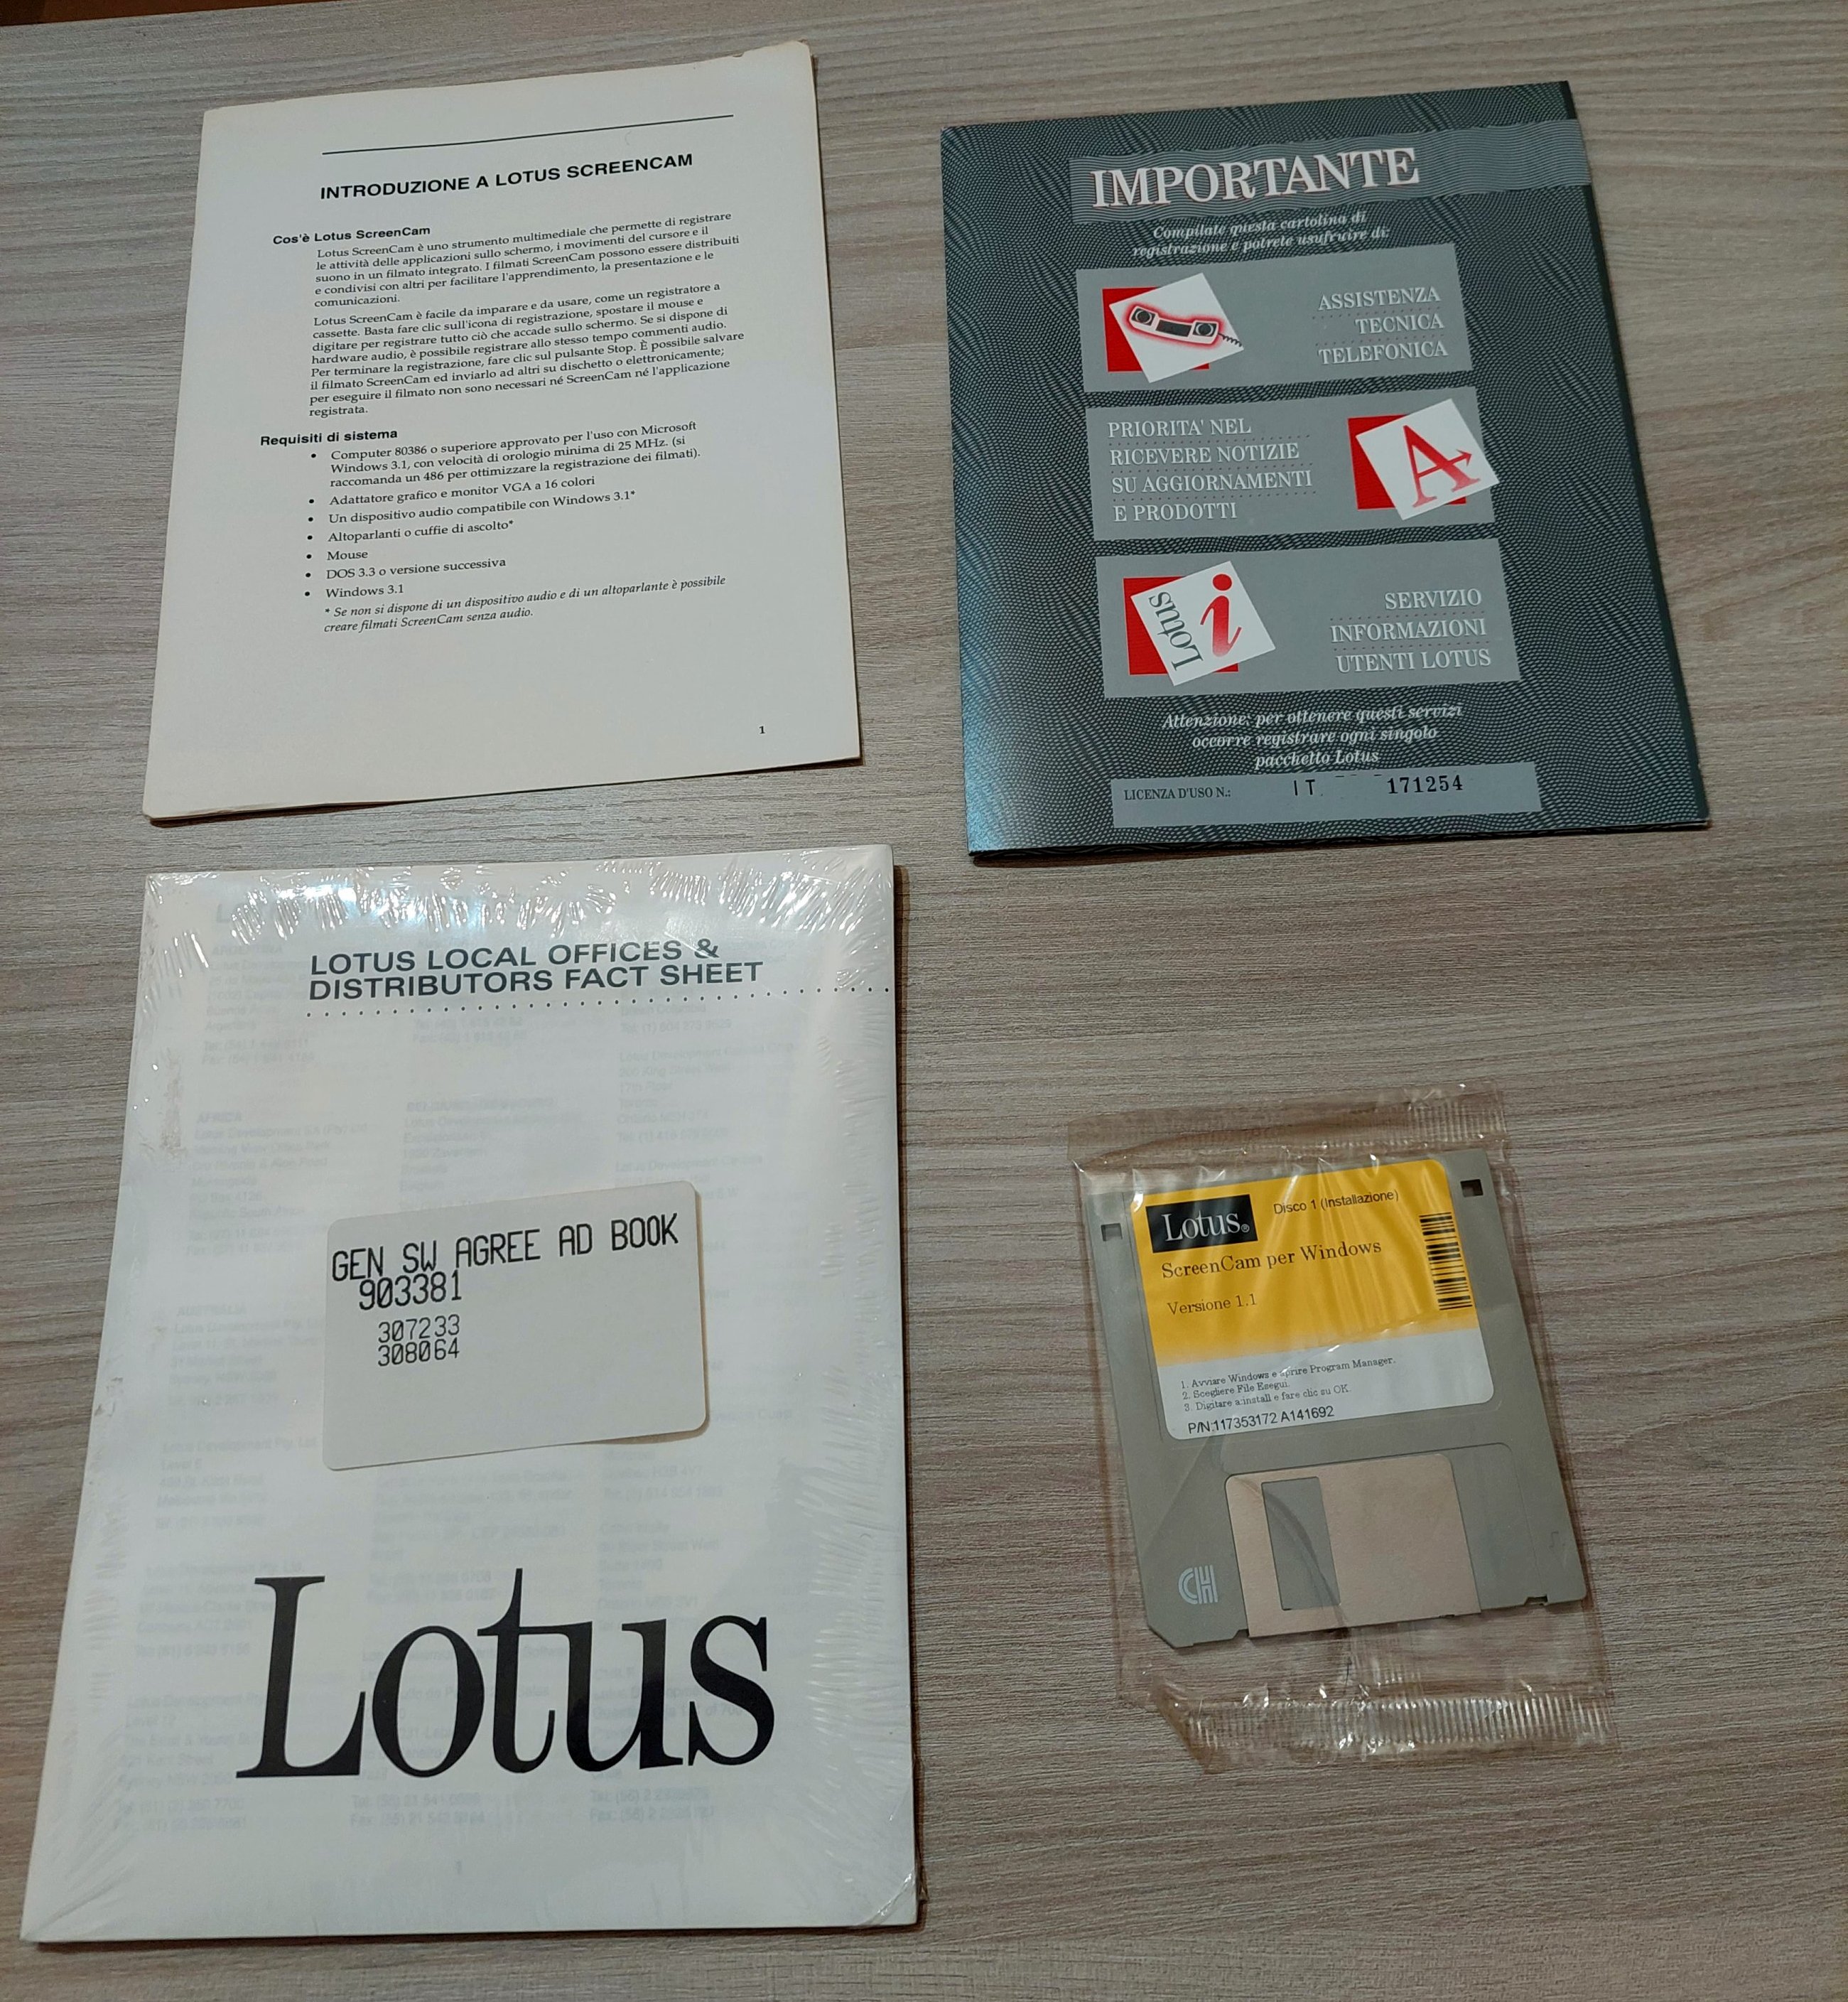 INTRODUZIONE A LOTUS SCREENCAM
Cos'è Lotus ScreenCam
Lotus ScreenCam è uno strumento multimediale che permette di registrare
le attività delle applicazioni sullo schermo, i movimenti del cursore e il
suono in un filmato integrato. I filmati ScreenCam possono essere distribuiti
e condivisi con altri per facilitare l'apprendimento, la presentazione e le
comunicazioni.
Lotus ScreenCam è facile da imparare e da usare, come un registratore a
cassette. Basta fare clic sull'icona di registrazione, spostare il mouse e
digitare per registrare tutto ciò che accade sullo schermo. Se si dispone di
hardware audio, è possibile registrare allo stesso tempo commenti audio.
Per terminare la registrazione, fare clic sul pulsante Stop. È possibile salvare
il filmato ScreenCam ed inviarlo ad altri su dischetto o elettronicamente;
per eseguire il filmato non sono necessari né ScreenCam né l'applicazione
registrata.
Requisiti di sistema
• Computer 80386 o superiore approvato per l'uso con Microsoft
Windows 3.1, con velocità di orologio minima di 25 MHz. (si
raccomanda un 486 per ottimizzare la registrazione dei filmati).
• Adattatore grafico e monitor VGA a 16 colori
• Un dispositivo audio compatibile con Windows 3.1*
• Altoparlanti o cuffie di ascolto*
• Mouse
• DOS 3.3 o versione successiva
• Windows 3.1
* Se non si dispone di un dispositivo audio e di un altoparlante è possibile
creare filmati ScreenCam senza audio.
1
IMPORTANTE
Compilate questa cartolina di
registrazione e potrete usufruire di:
ASSISTENZA
TECNICA
TELEFONICA
PRIORITA' NEL
RICEVERE NOTIZIE
SU AGGIORNAMENTI
E PRODOTTI
A
Lotus
i
SERVIZIO
INFORMAZIONI
UTENTI LOTUS
Attenzione: per ottenere questi servizi
occorre registrare ogni singolo
pacchetto Lotus
LICENZA D'USO N.: IT 171254
LOTUS LOCAL OFFICES &
DISTRIBUTORS FACT SHEET
GEN SW AGREE AD BOOK
903381
307233
308064
Lotus
Lotus® Disco 1 (Installazione)
ScreenCam per Windows
Versione 1.1
1. Avviare Windows e aprire Program Manager.
2. Scegliere File Esegui.
3. Digitare a:install e fare clic su OK.
P/N:117353172 A141692